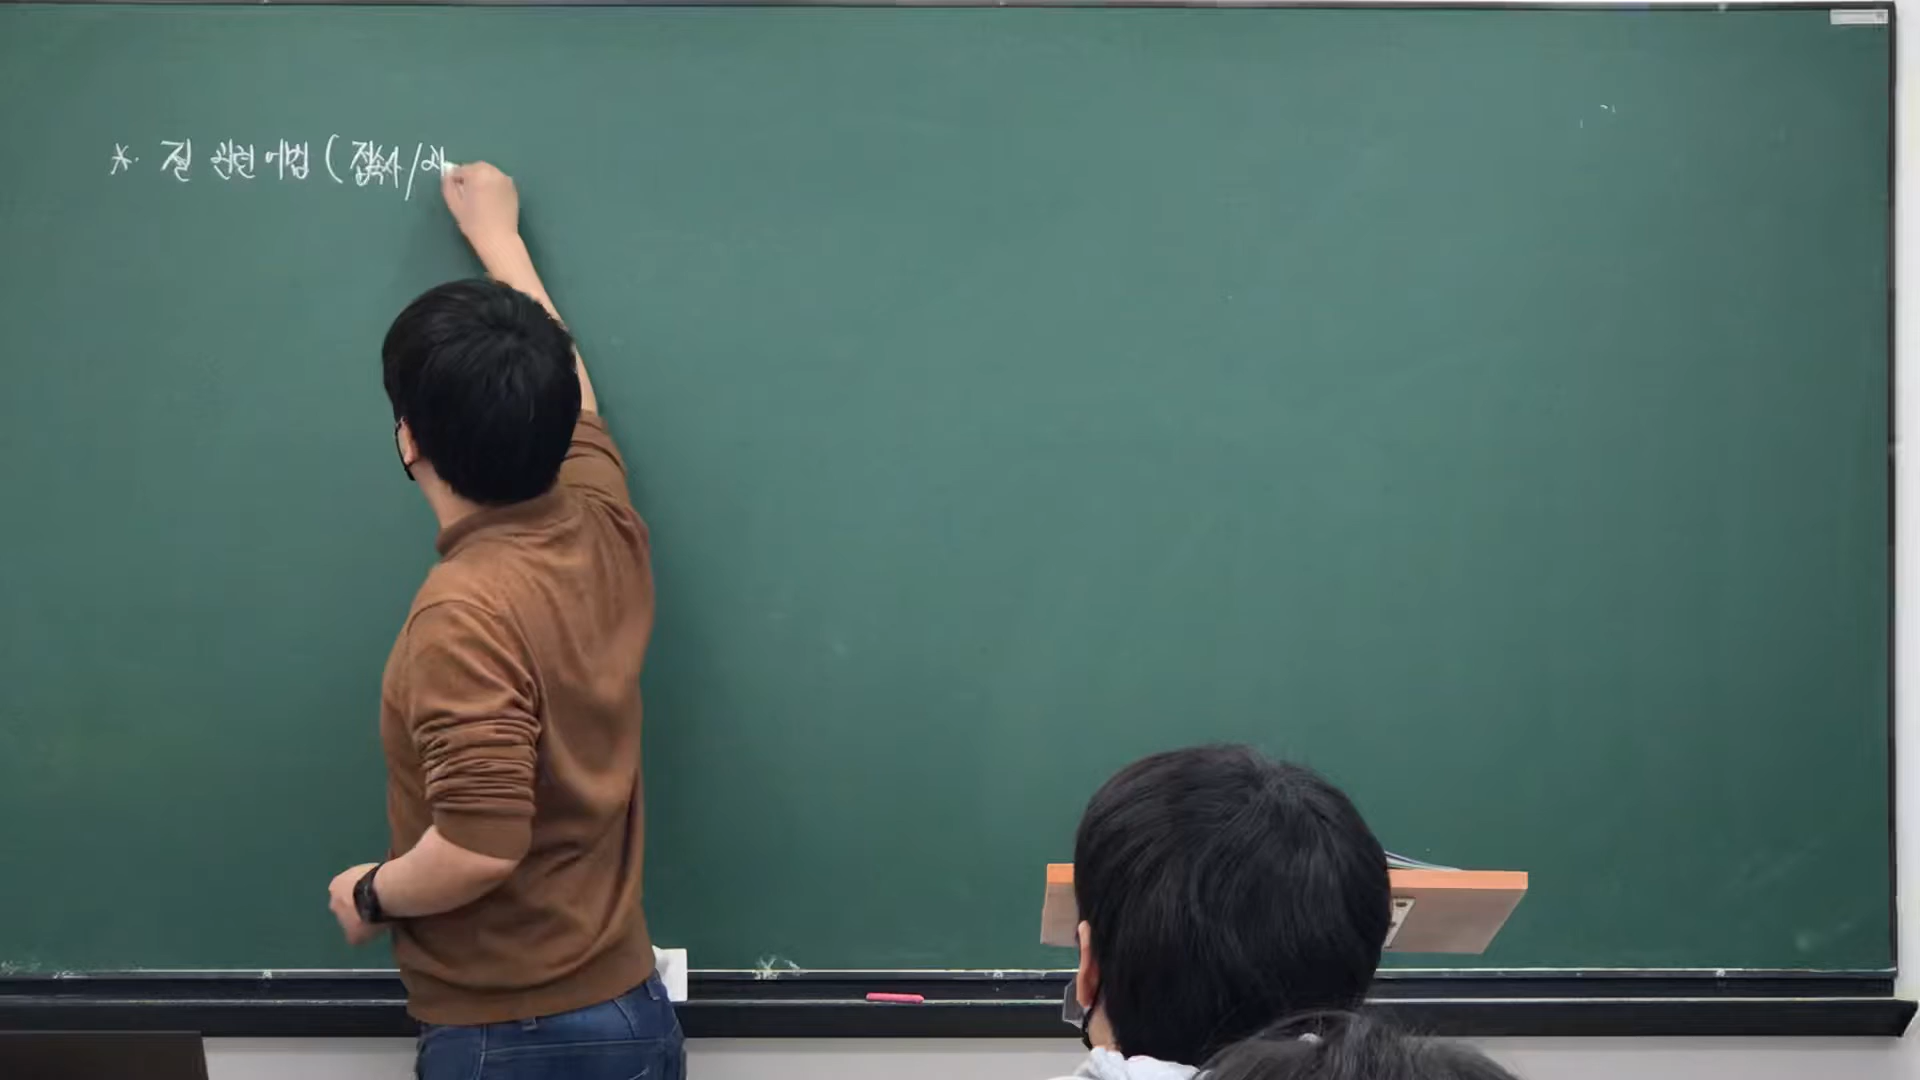 *. 절 관련 어법 ( 접속사 /